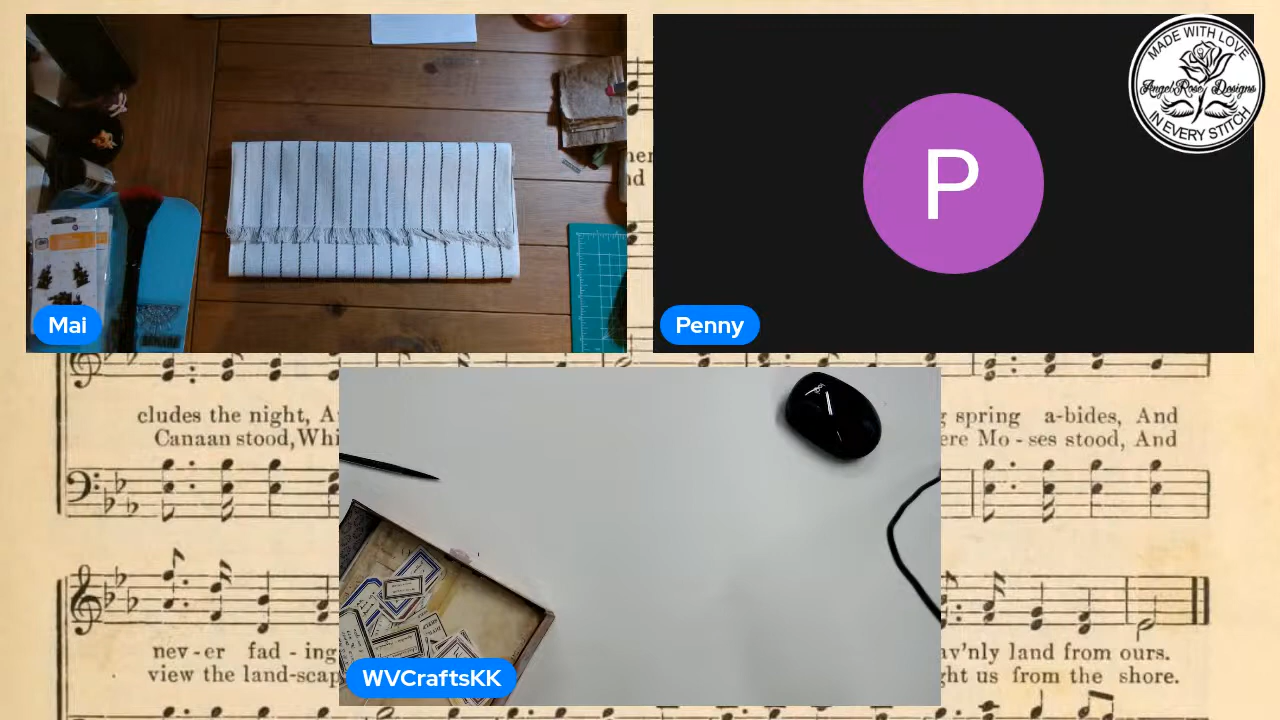 MADE WITH LOVE
AngelRose Designs
IN EVERY STITCH
P
Mai
Penny
cludes the night,
g spring a-bides, And
Canaan stood, Whi
ere Mo-ses stood, And
nev-er fad-ing
av'nly land from ours.
view the land-scap
ght us from the shore.
WVCraftsKK